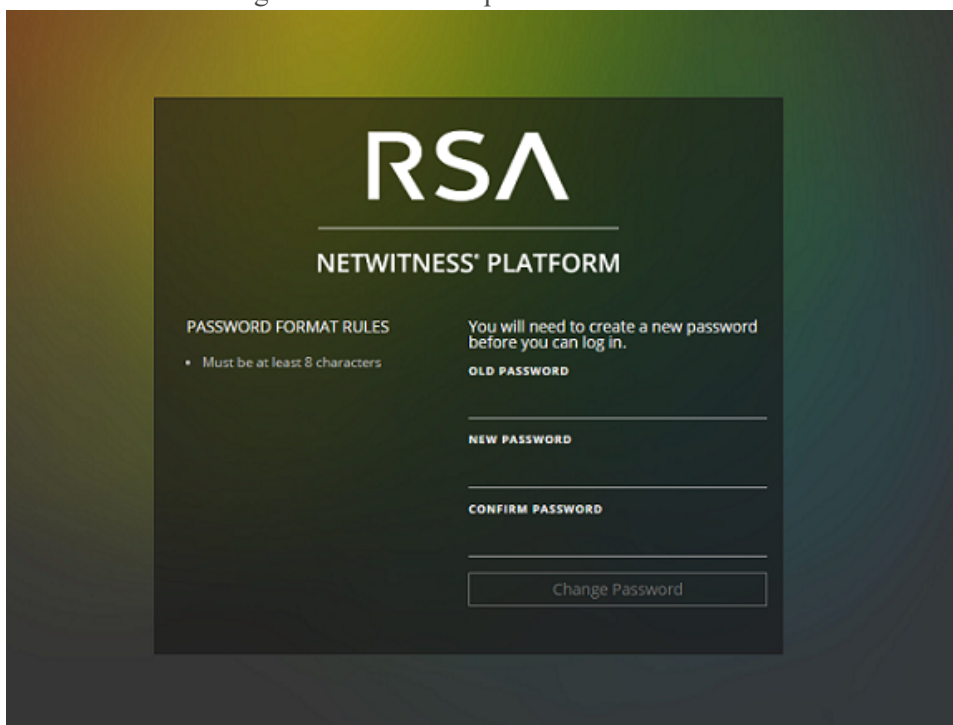 RSA
NETWITNESS® PLATFORM
PASSWORD FORMAT RULES
• Must be at least 8 characters
You will need to create a new password
before you can log in.
OLD PASSWORD
NEW PASSWORD
CONFIRM PASSWORD
Change Password